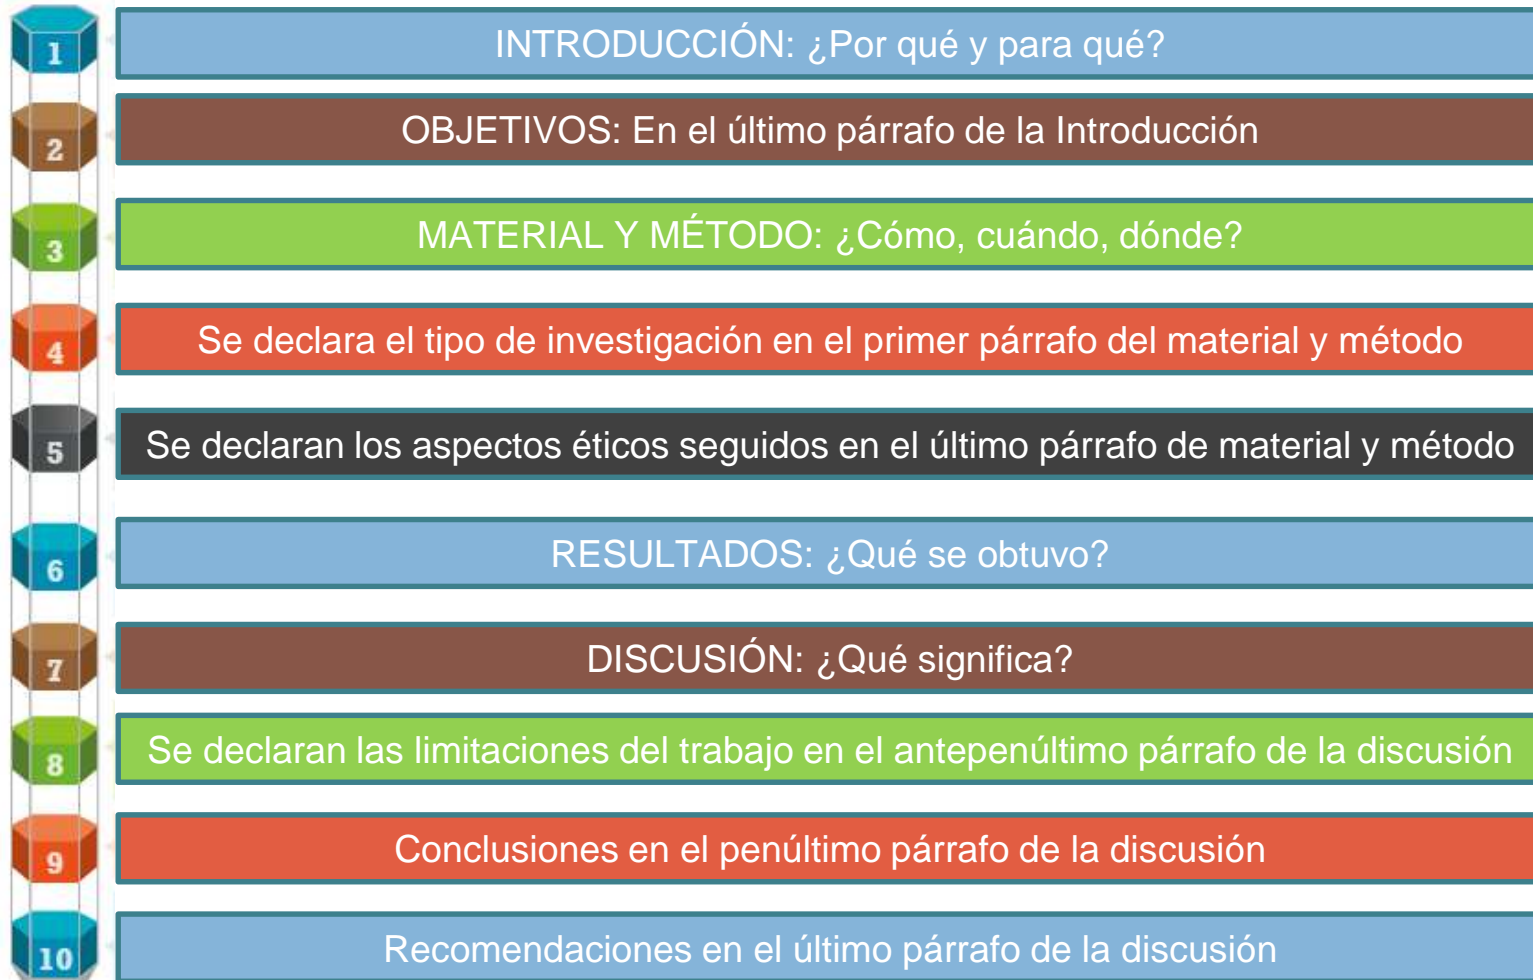 1
INTRODUCCIÓN: ¿Por qué y para qué?
2
OBJETIVOS: En el último párrafo de la Introducción
3
MATERIAL Y MÉTODO: ¿Cómo, cuándo, dónde?
4
Se declara el tipo de investigación en el primer párrafo del material y método
5
Se declaran los aspectos éticos seguidos en el último párrafo de material y método
6
RESULTADOS: ¿Qué se obtuvo?
7
DISCUSIÓN: ¿Qué significa?
8
Se declaran las limitaciones del trabajo en el antepenúltimo párrafo de la discusión
9
Conclusiones en el penúltimo párrafo de la discusión
10
Recomendaciones en el último párrafo de la discusión